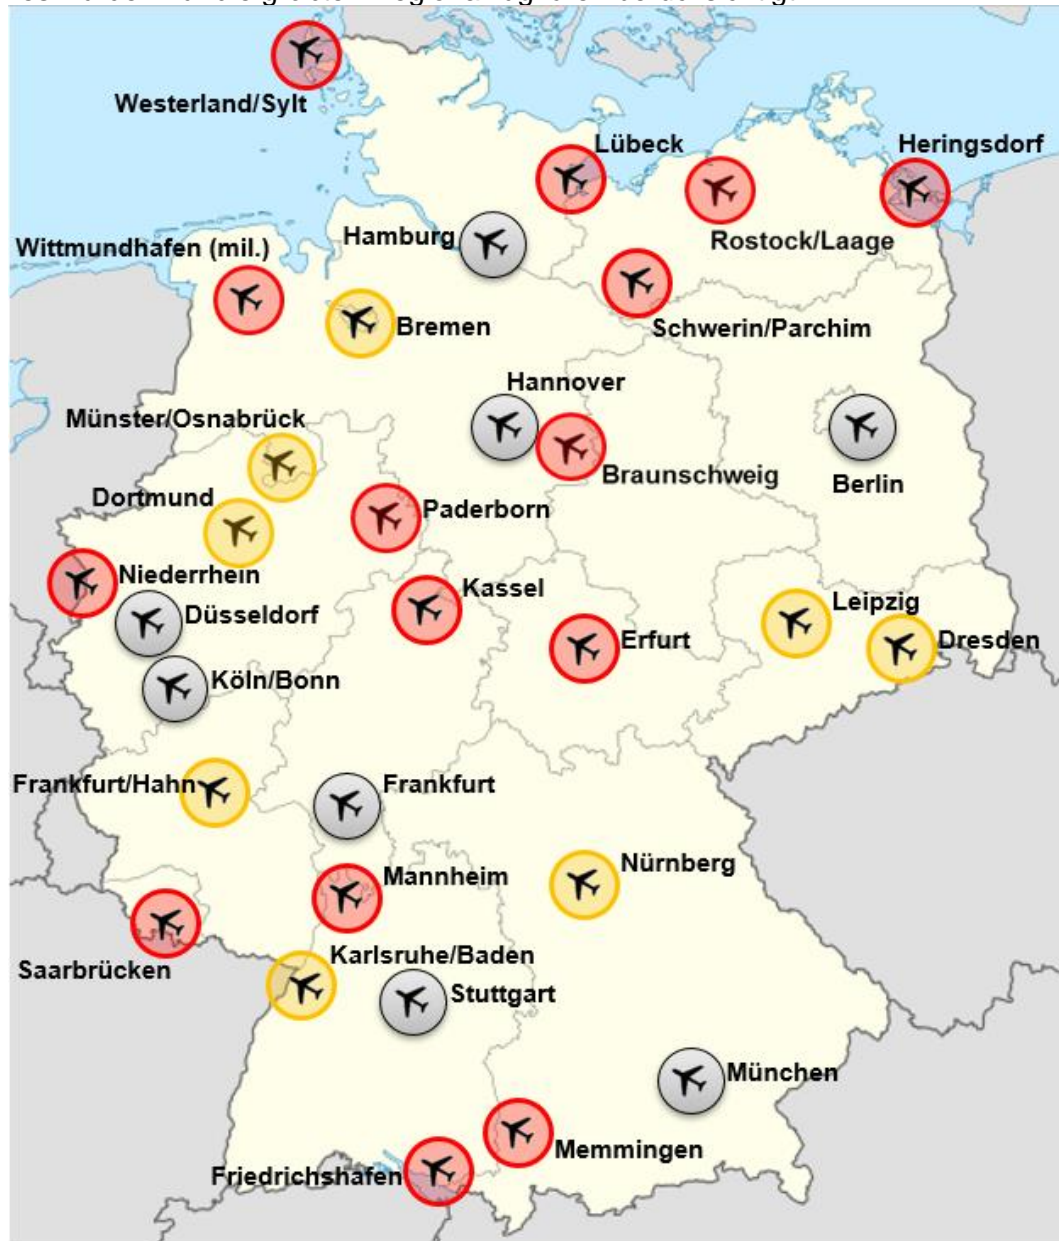 Westerland/Sylt
Lübeck
Heringsdorf
Hamburg
Rostock/Laage
Wittmundhafen (mil.)
Bremen
Schwerin/Parchim
Hannover
Münster/Osnabrück
Braunschweig
Berlin
Dortmund
Paderborn
Niederrhein
Kassel
Düsseldorf
Leipzig
Erfurt
Dresden
Köln/Bonn
Frankfurt/Hahn
Frankfurt
Nürnberg
Mannheim
Karlsruhe/Baden
Saarbrücken
Stuttgart
München
Memmingen
Friedrichshafen